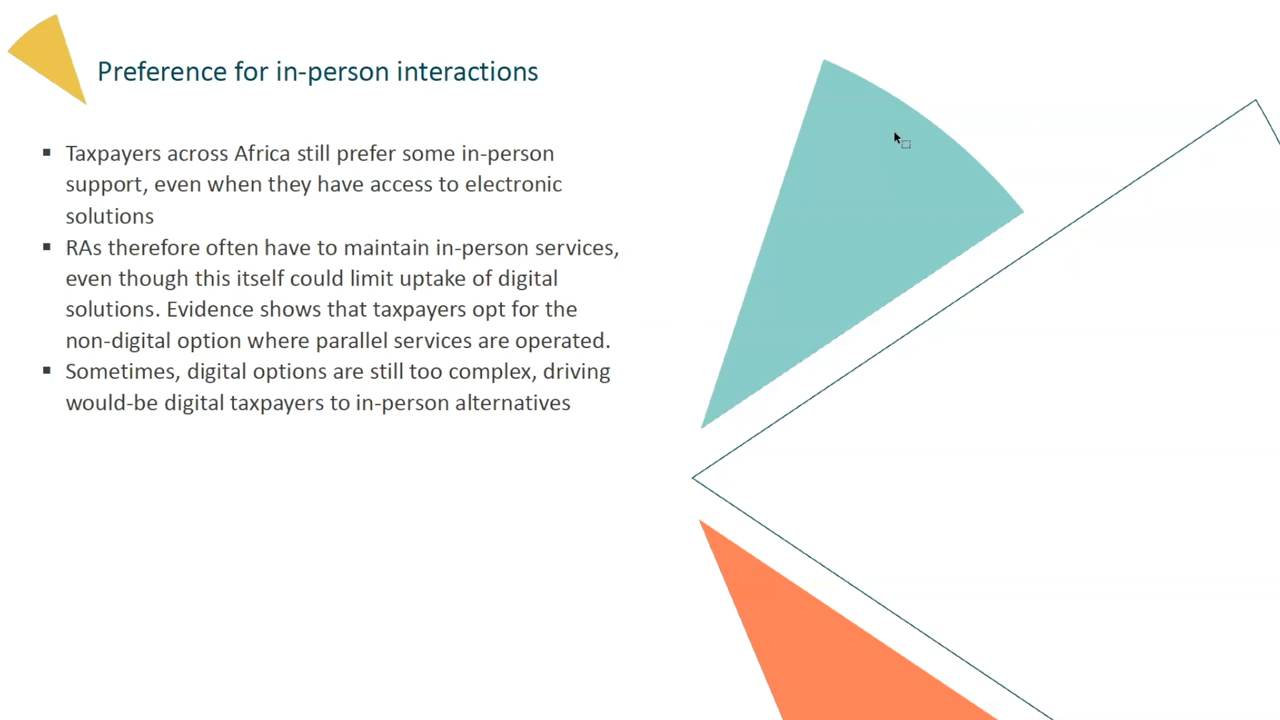 Preference for in-person interactions
▪ Taxpayers across Africa still prefer some in-person
support, even when they have access to electronic
solutions
▪ RAs therefore often have to maintain in-person services,
even though this itself could limit uptake of digital
solutions. Evidence shows that taxpayers opt for the
non-digital option where parallel services are operated.
▪ Sometimes, digital options are still too complex, driving
would-be digital taxpayers to in-person alternatives